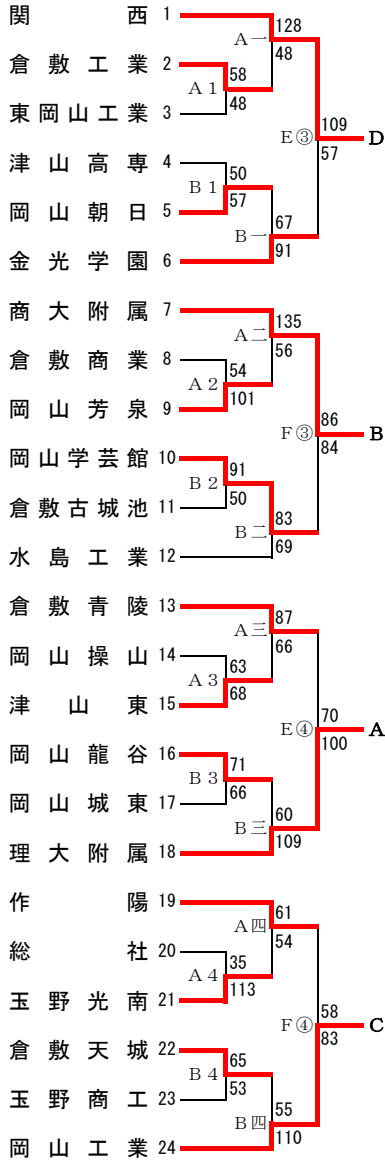 関西 1
128
A一
48
倉敷工業 2
58
A1
48
東岡山工業 3
109
E③ D
57
津山高専 4
50
B1
57
岡山朝日 5
67
B一
91
金光学園 6
商大附属 7
135
A二
56
倉敷商業 8
54
A2
101
岡山芳泉 9
86
F③ B
84
岡山学芸館 10
91
B2
50
倉敷古城池 11
83
B二
69
水島工業 12
倉敷青陵 13
87
A三
66
岡山操山 14
63
A3
68
津山東 15
70
E④ A
100
岡山龍谷 16
71
B3
66
岡山城東 17
60
B三
109
理大附属 18
作陽 19
61
A四
54
総社 20
35
A4
113
玉野光南 21
58
F④ C
83
倉敷天城 22
65
B4
53
玉野商工 23
55
B四
110
岡山工業 24